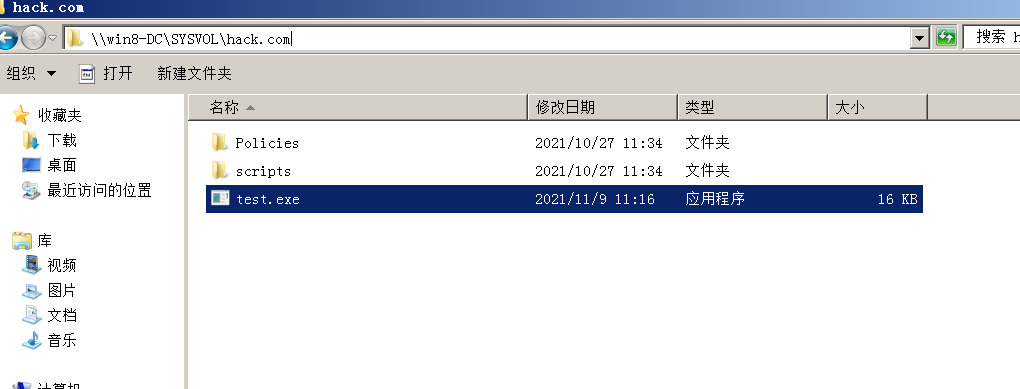 hack.com
\\win8-DC\SYSVOL\hack.com
搜索
组织 打开 新建文件夹
名称 修改日期 类型 大小
收藏夹
下载
桌面
最近访问的位置
库
视频
图片
文档
音乐
Policies 2021/10/27 11:34 文件夹
scripts 2021/10/27 11:34 文件夹
test.exe 2021/11/9 11:16 应用程序 16 KB
计算机